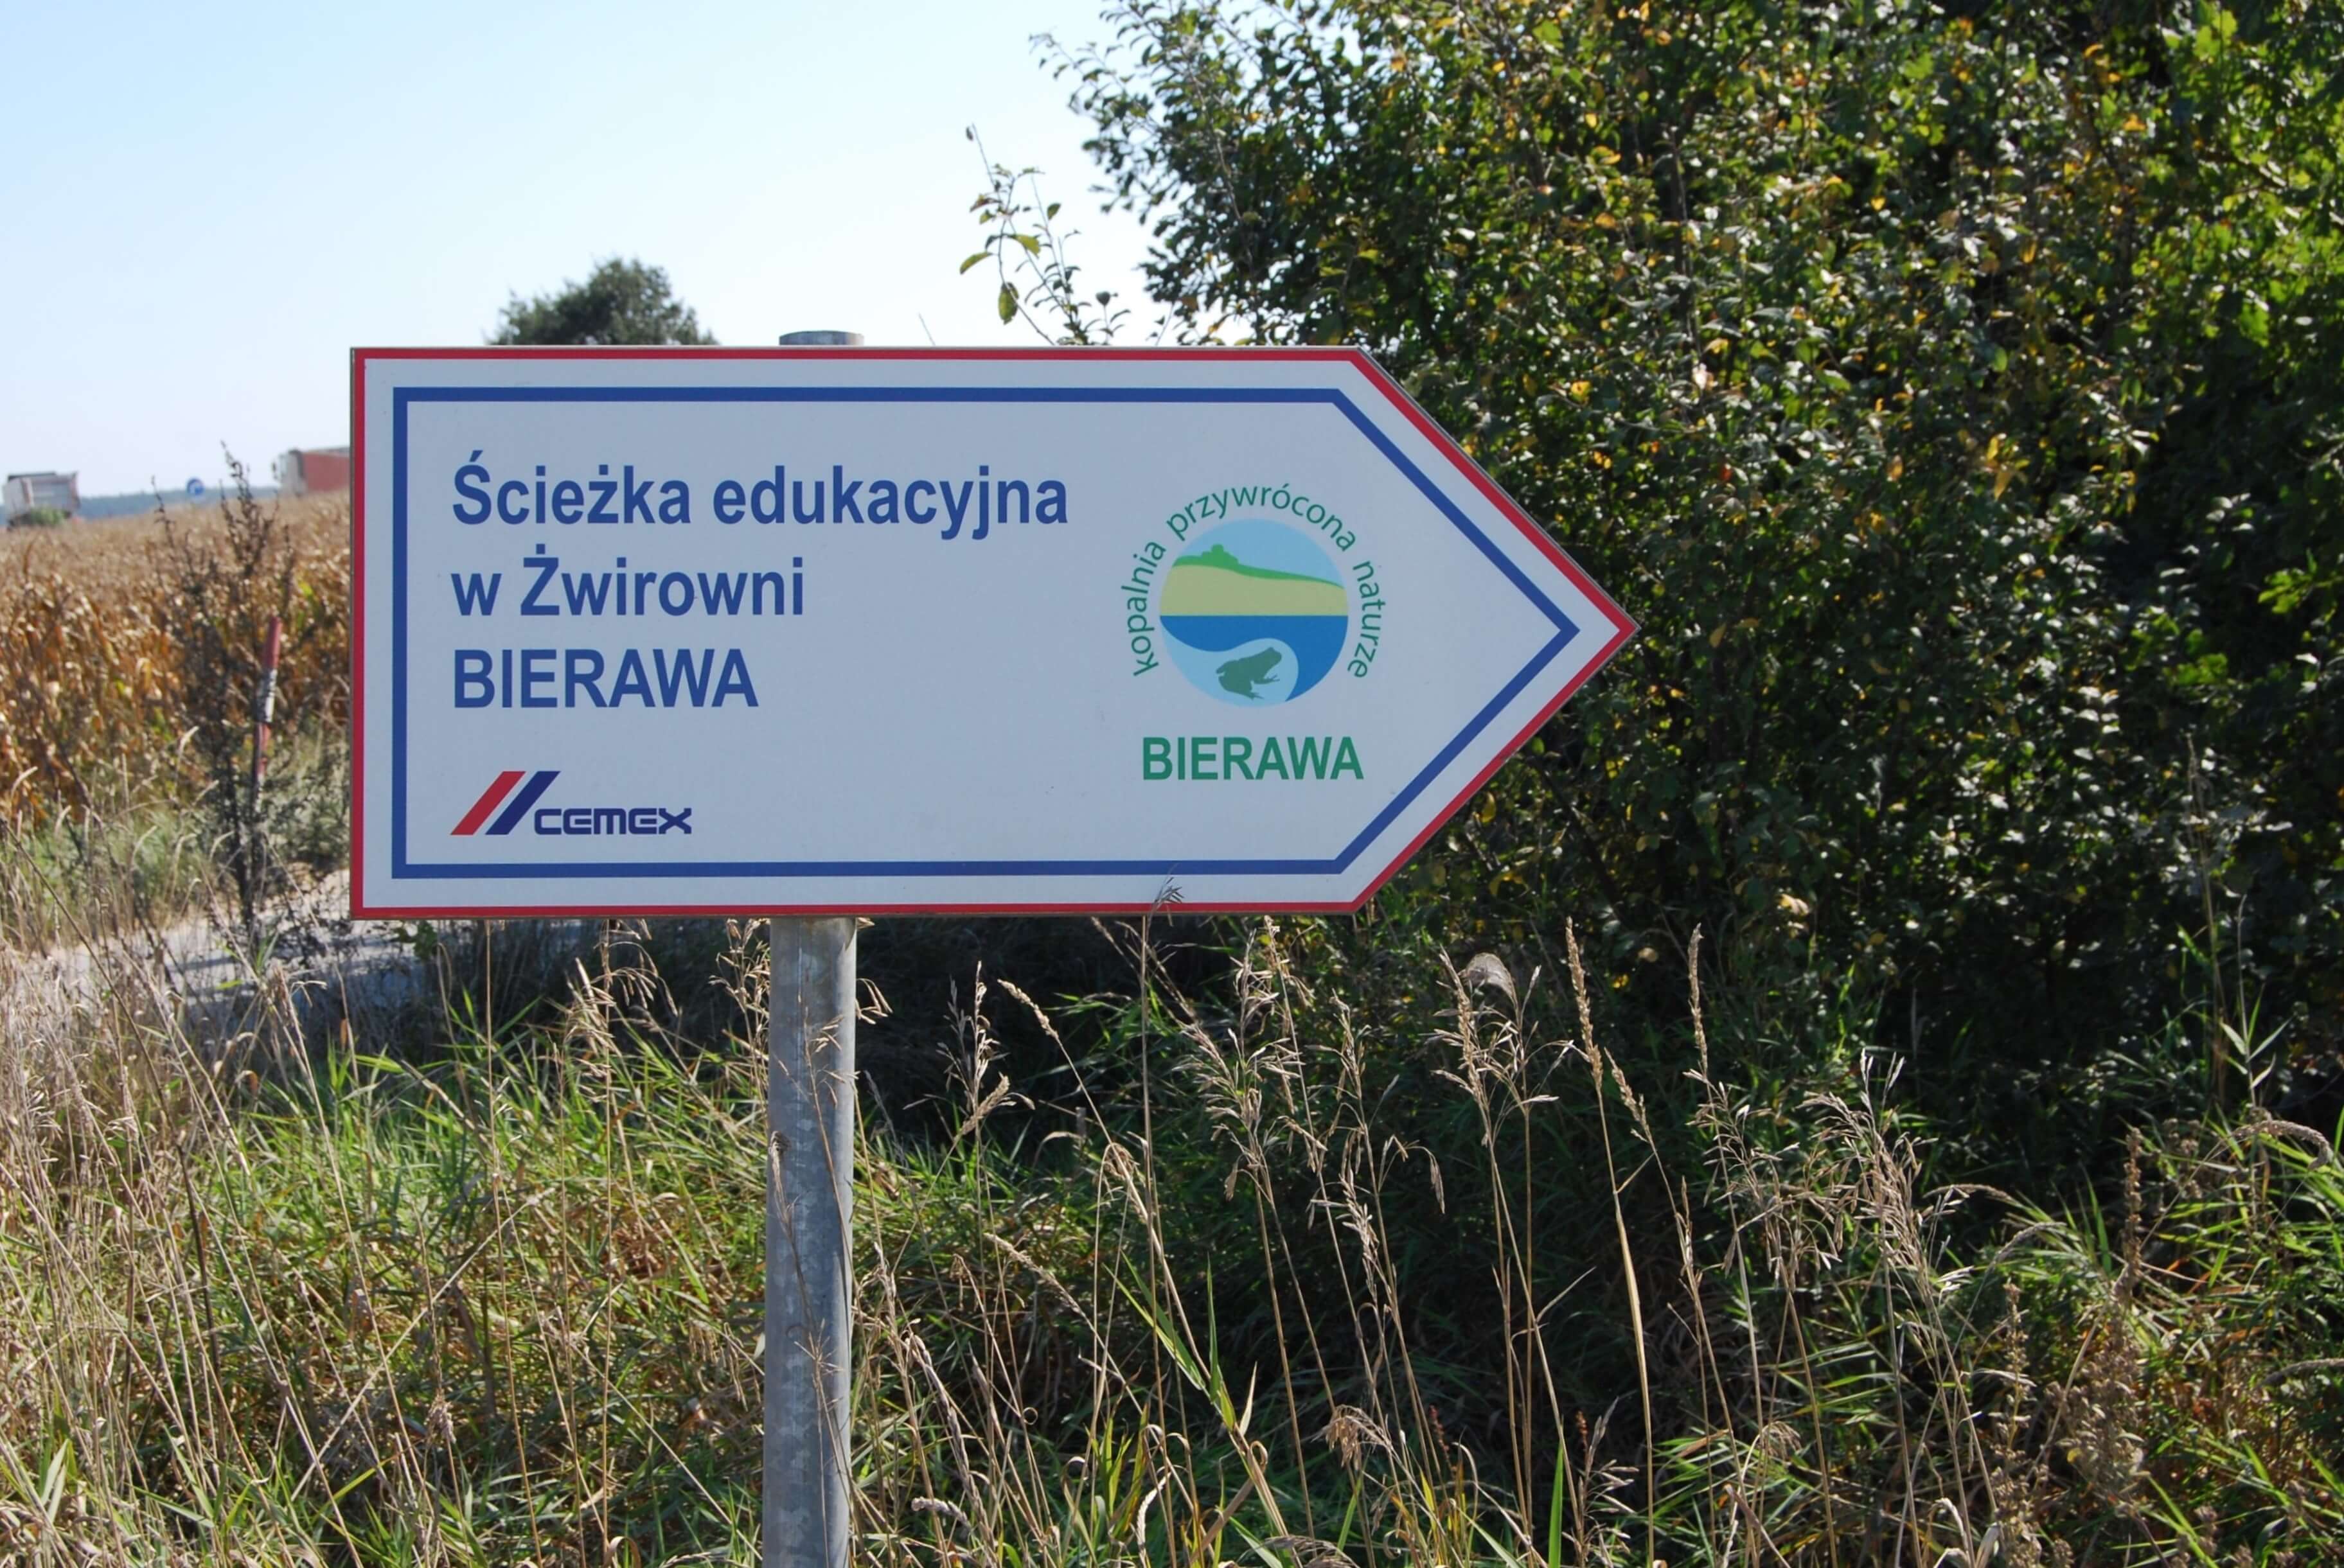 Ścieżka edukacyjna
w Żwirowni
BIERAWA
CEMEX
kopalnia przywrócona naturze
BIERAWA